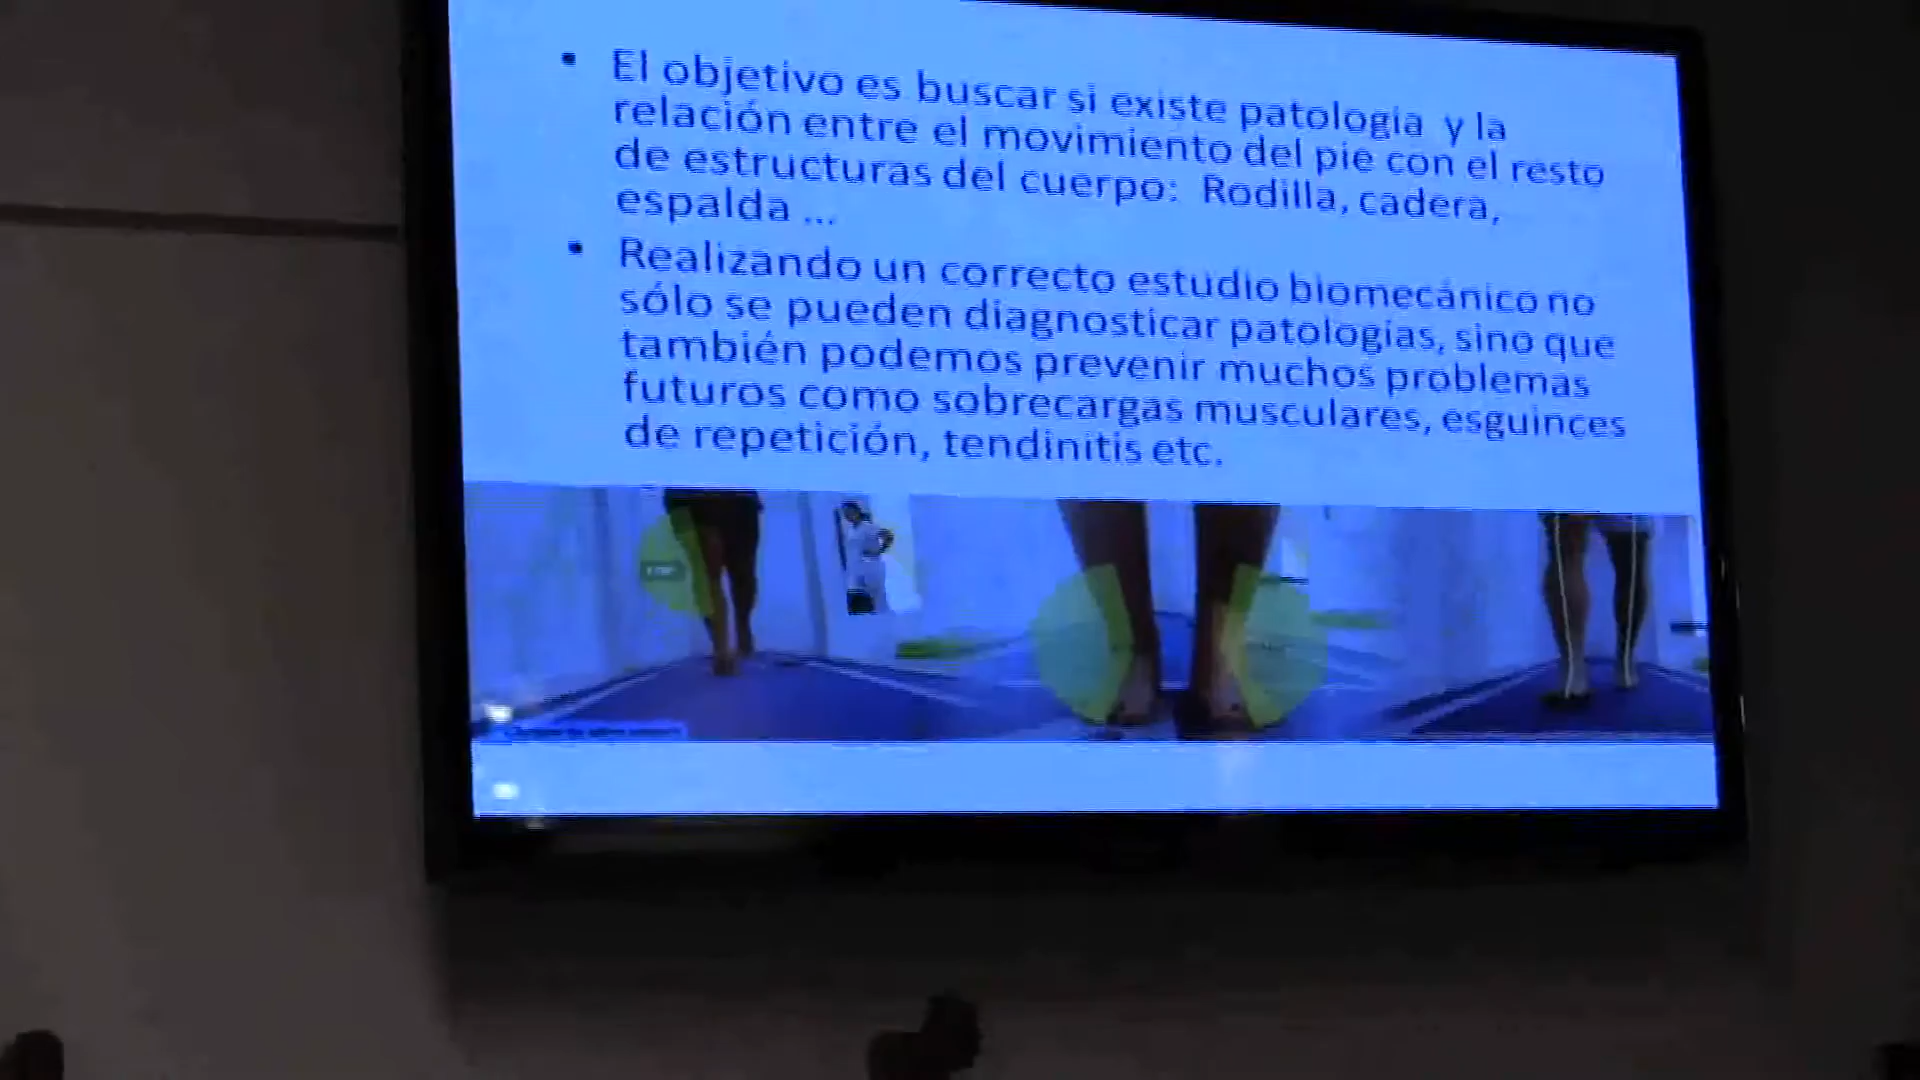 • El objetivo es buscar si existe patología y la
relación entre el movimiento del pie con el resto
de estructuras del cuerpo: Rodilla, cadera,
espalda ...
• Realizando un correcto estudio biomecánico no
sólo se pueden diagnosticar patologías, sino que
también podemos prevenir muchos problemas
futuros como sobrecargas musculares, esguinces
de repetición, tendinitis etc.